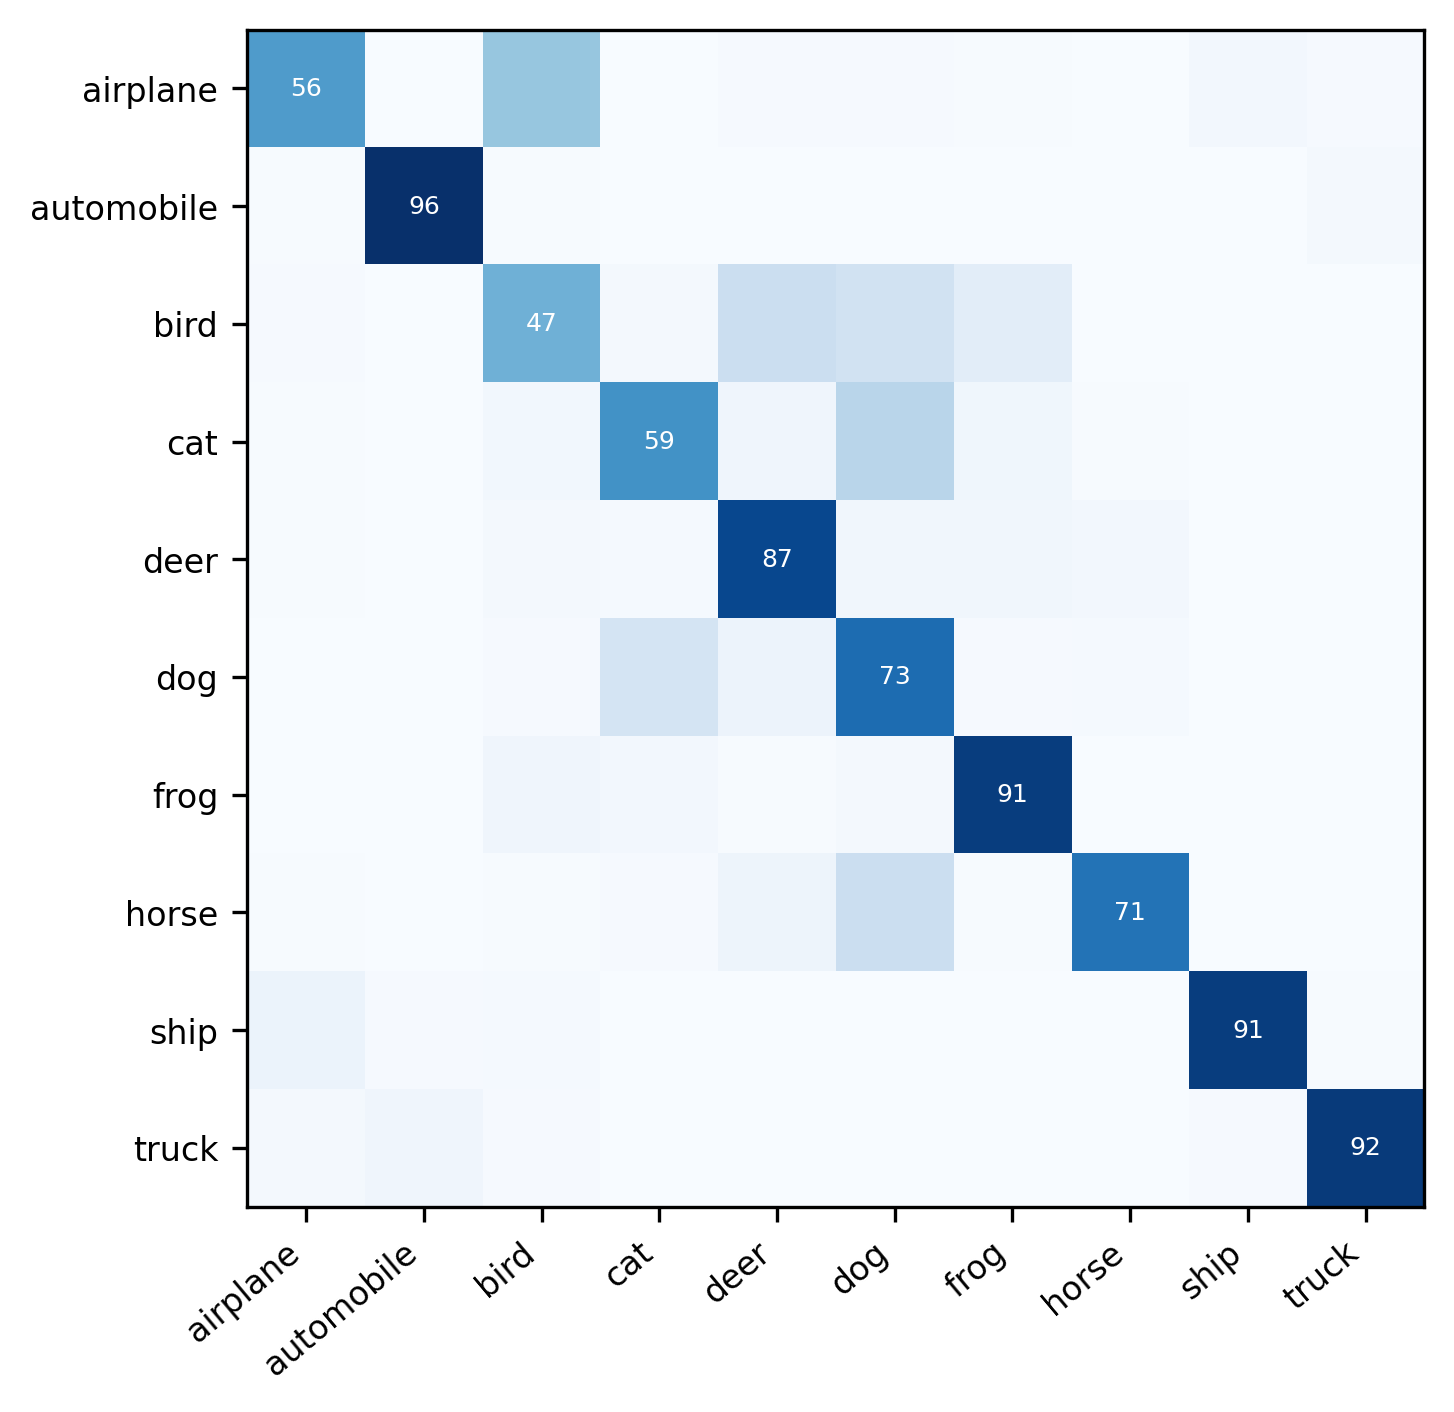 airplane 56
automobile 96
bird 47
cat 59
deer 87
dog 73
frog 91
horse 71
ship 91
truck 92
airplane
automobile
bird
cat
deer
dog
frog
horse
ship
truck